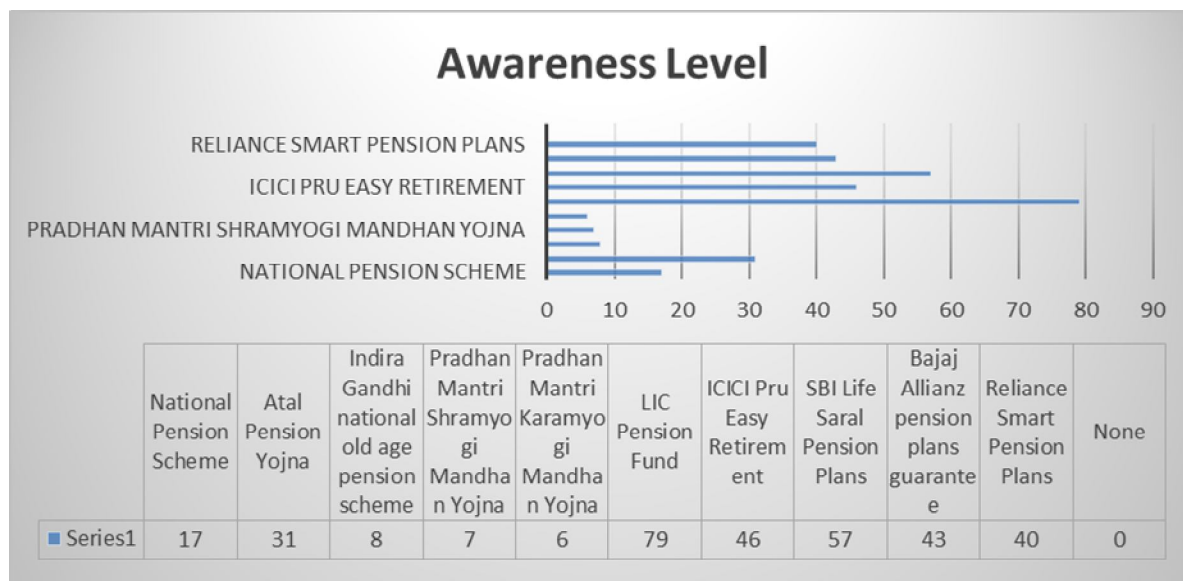 Awareness Level
RELIANCE SMART PENSION PLANS
ICICI PRU EASY RETIREMENT
PRADHAN MANTRI SHRAMYOGI MANDHAN YOJNA
NATIONAL PENSION SCHEME
0 10 20 30 40 50 60 70 80 90
National
Pension
Scheme
Atal
Pension
Yojna
Indira
Gandhi
national
old age
pension
scheme
Pradhan
Mantri
Shramyo
gi
Mandha
n Yojna
Pradhan
Mantri
Karamyo
gi
Mandha
n Yojna
LIC
Pension
Fund
ICICI Pru
Easy
Retirem
ent
SBI Life
Saral
Pension
Plans
Bajaj
Allianz
pension
plans
guarante
e
Reliance
Smart
Pension
Plans
None
Series1 17 31 8 7 6 79 46 57 43 40 0